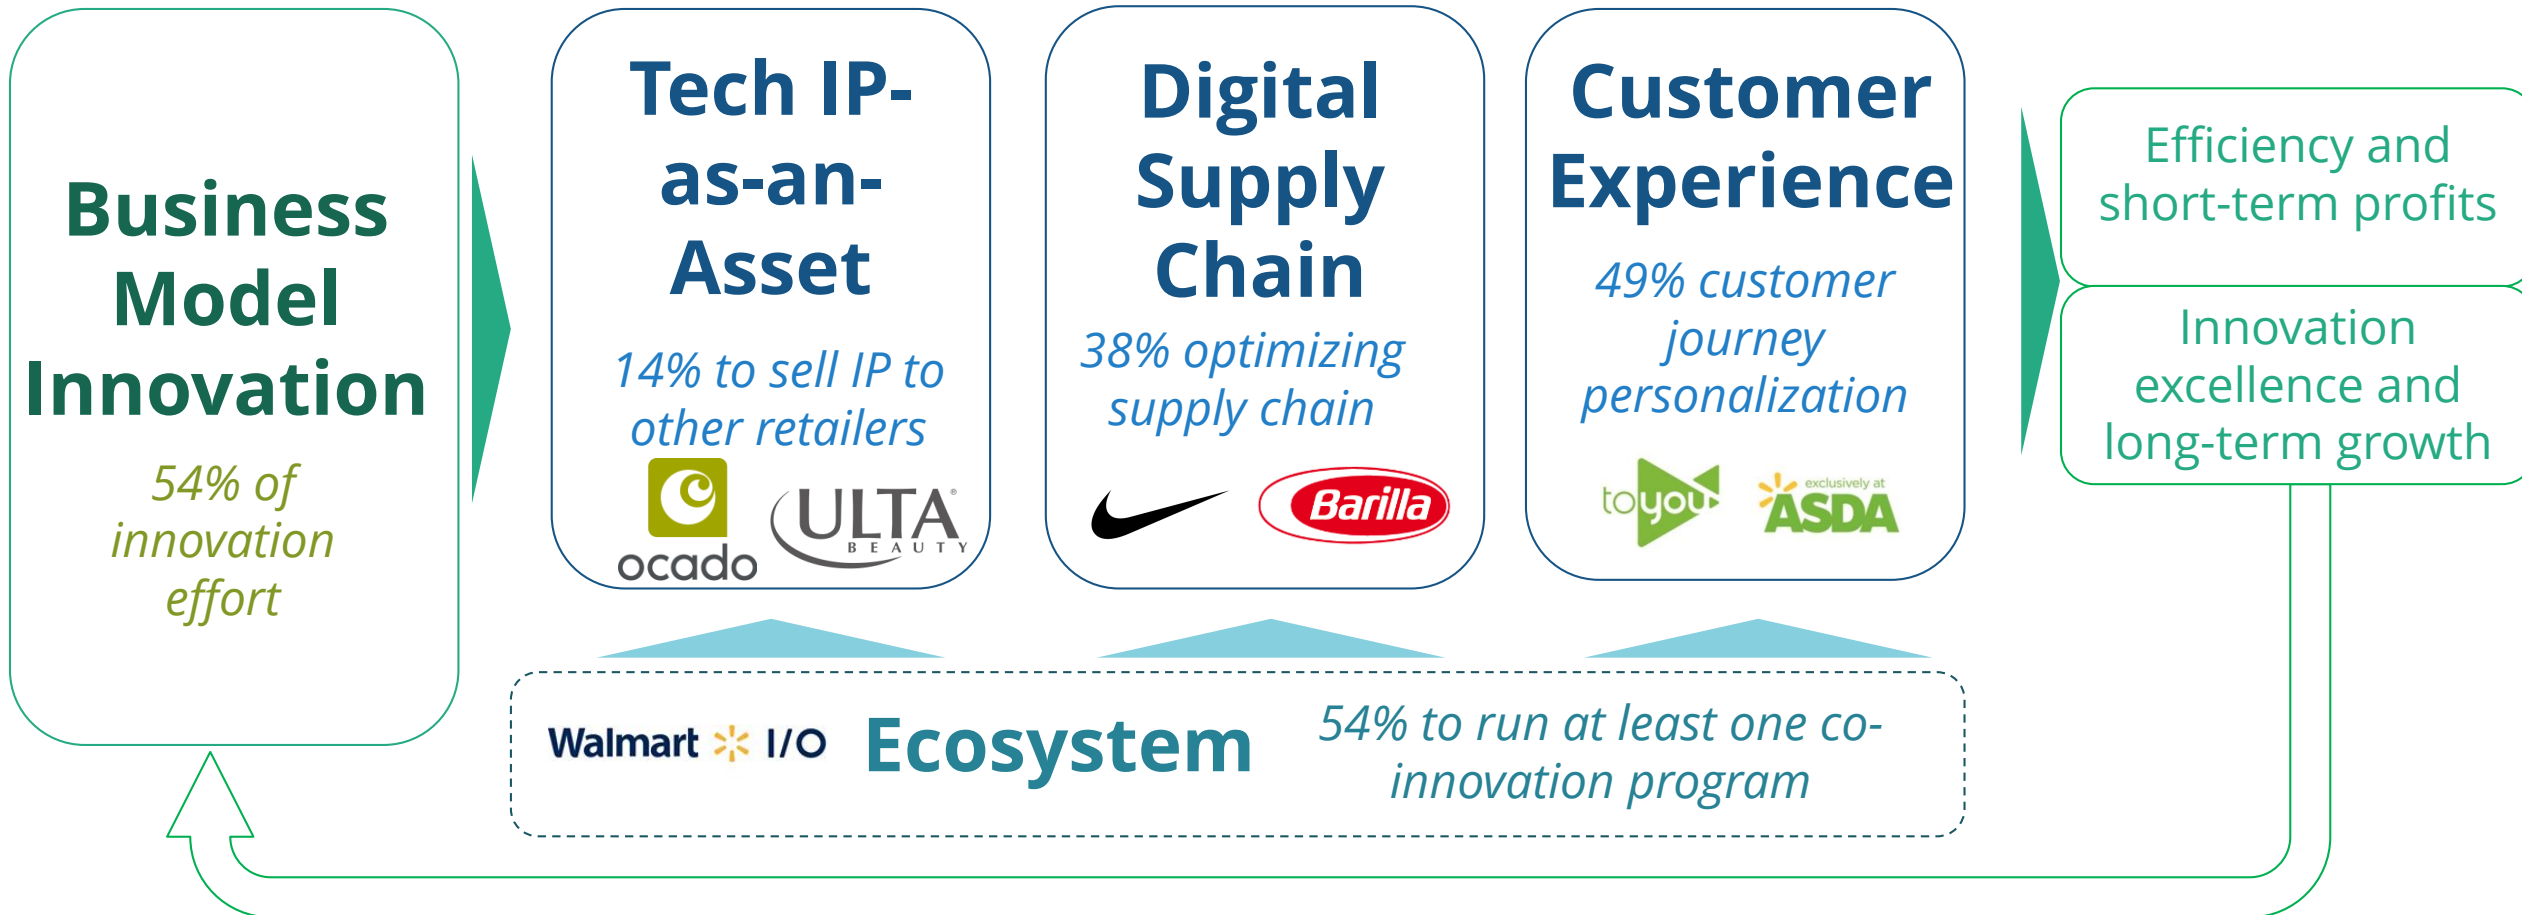 Business
Model
Innovation
54% of
innovation
effort
Tech IP-
as-an-
Asset
14% to sell IP to
other retailers
ocado
ULTA®
BEAUTY
Digital
Supply
Chain
38% optimizing
supply chain
Barilla
Customer
Experience
49% customer
journey
personalization
toyou
exclusively at
ASDA
Efficiency and
short-term profits
Innovation
excellence and
long-term growth
Walmart I/O
Ecosystem
54% to run at least one co-
innovation program